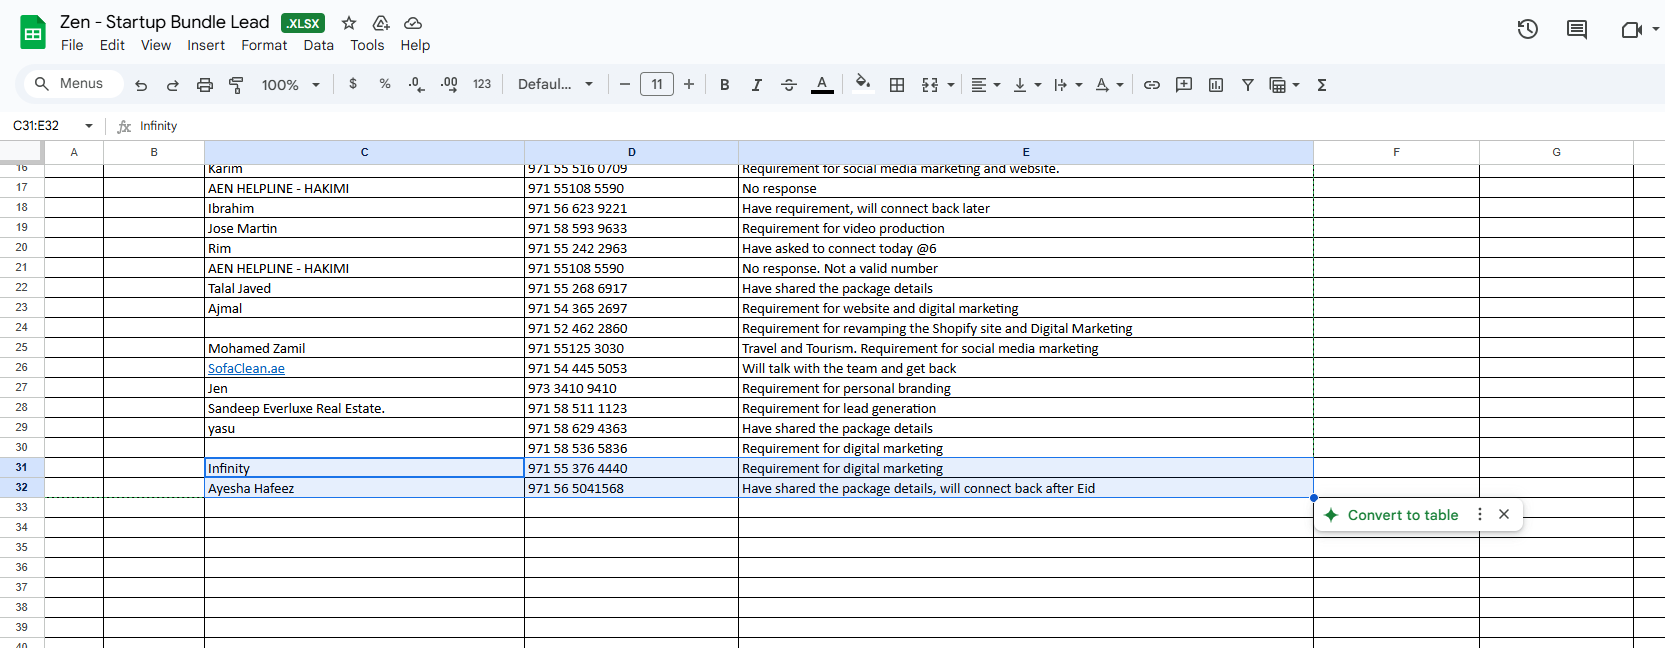 Zen - Startup Bundle Lead .XLSX
File Edit View Insert Format Data Tools Help
Menus 100% $ % .0 .00 123 Defaul... 11 B I A
C31:E32 fx Infinity
A B C D E F G
16 Karim 971 55 516 0709 Requirement for social media marketing and website.
17 AEN HELPLINE - HAKIMI 971 55108 5590 No response
18 Ibrahim 971 56 623 9221 Have requirement, will connect back later
19 Jose Martin 971 58 593 9633 Requirement for video production
20 Rim 971 55 242 2963 Have asked to connect today @6
21 AEN HELPLINE - HAKIMI 971 55108 5590 No response. Not a valid number
22 Talal Javed 971 55 268 6917 Have shared the package details
23 Ajmal 971 54 365 2697 Requirement for website and digital marketing
24 971 52 462 2860 Requirement for revamping the Shopify site and Digital Marketing
25 Mohamed Zamil 971 55125 3030 Travel and Tourism. Requirement for social media marketing
26 SofaClean.ae 971 54 445 5053 Will talk with the team and get back
27 Jen 973 3410 9410 Requirement for personal branding
28 Sandeep Everluxe Real Estate. 971 58 511 1123 Requirement for lead generation
29 yasu 971 58 629 4363 Have shared the package details
30 971 58 536 5836 Requirement for digital marketing
31 Infinity 971 55 376 4440 Requirement for digital marketing
32 Ayesha Hafeez 971 56 5041568 Have shared the package details, will connect back after Eid
33
Convert to table
34
35
36
37
38
39
40